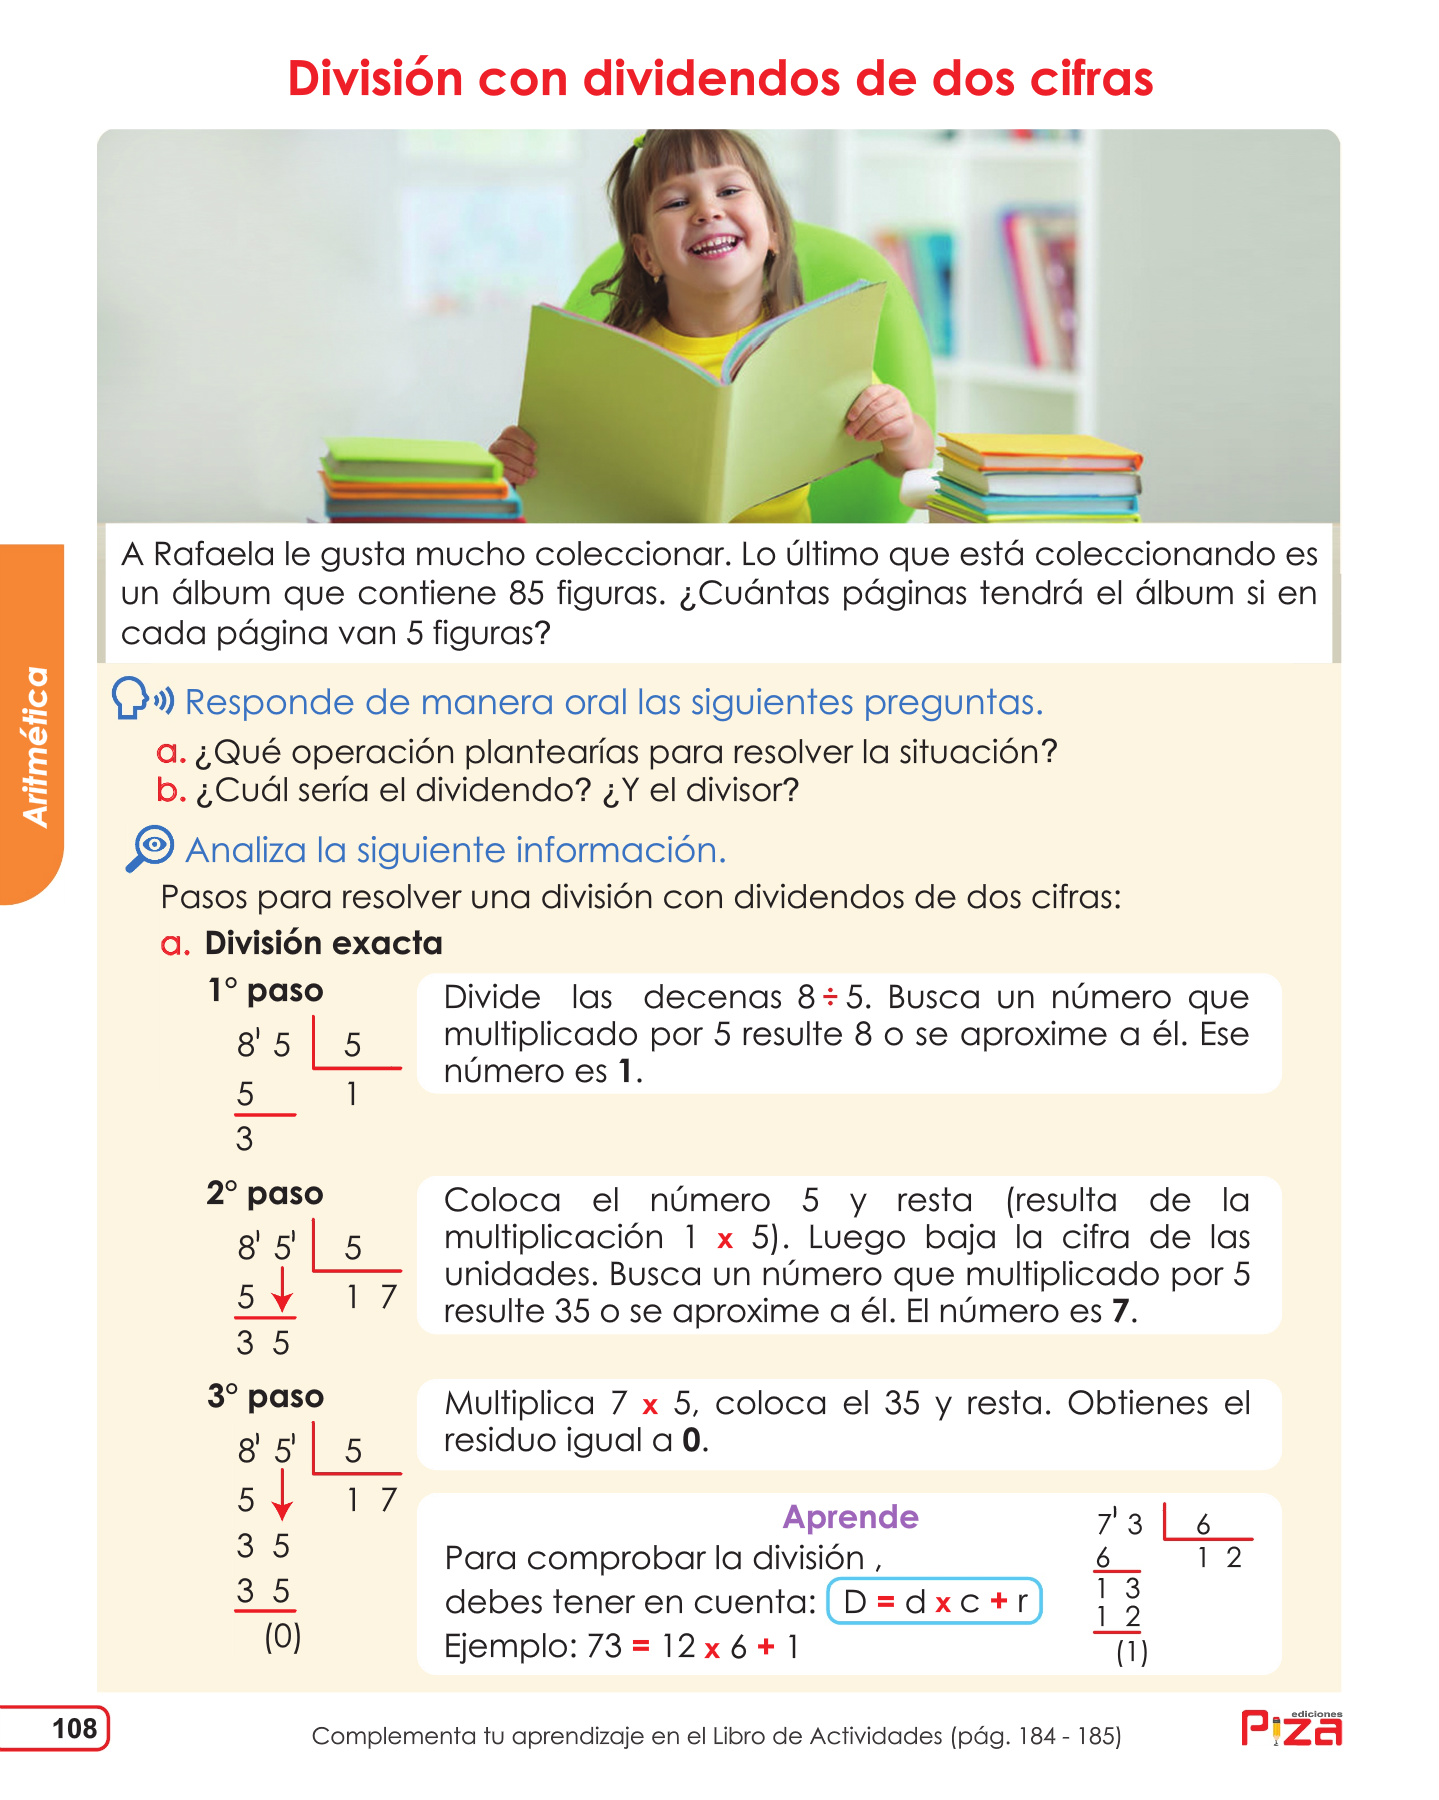 División con dividendos de dos cifras
A Rafaela le gusta mucho coleccionar. Lo último que está coleccionando es
un álbum que contiene 85 figuras. ¿Cuántas páginas tendrá el álbum si en
cada página van 5 figuras?
Aritmética
Responde de manera oral las siguientes preguntas.
a. ¿Qué operación plantearías para resolver la situación?
b. ¿Cuál sería el dividendo? ¿Y el divisor?
Analiza la siguiente información.
Pasos para resolver una división con dividendos de dos cifras:
a. División exacta
1° paso
8' 5 5
5 1
3
Divide las decenas 8 ÷ 5. Busca un número que
multiplicado por 5 resulte 8 o se aproxime a él. Ese
número es 1.
2° paso
8' 5' 5
5 1 7
3 5
Coloca el número 5 y resta (resulta de la
multiplicación 1 x 5). Luego baja la cifra de las
unidades. Busca un número que multiplicado por 5
resulte 35 o se aproxime a él. El número es 7.
3° paso
8' 5' 5
5 1 7
3 5
3 5
(0)
Multiplica 7 x 5, coloca el 35 y resta. Obtienes el
residuo igual a 0.
Aprende
Para comprobar la división ,
debes tener en cuenta: D = d x c + r
Ejemplo: 73 = 12 x 6 + 1
7' 3 6
6 1 2
1 3
1 2
(1)
108
Complementa tu aprendizaje en el Libro de Actividades (pág. 184 - 185)
ediciones
Piza